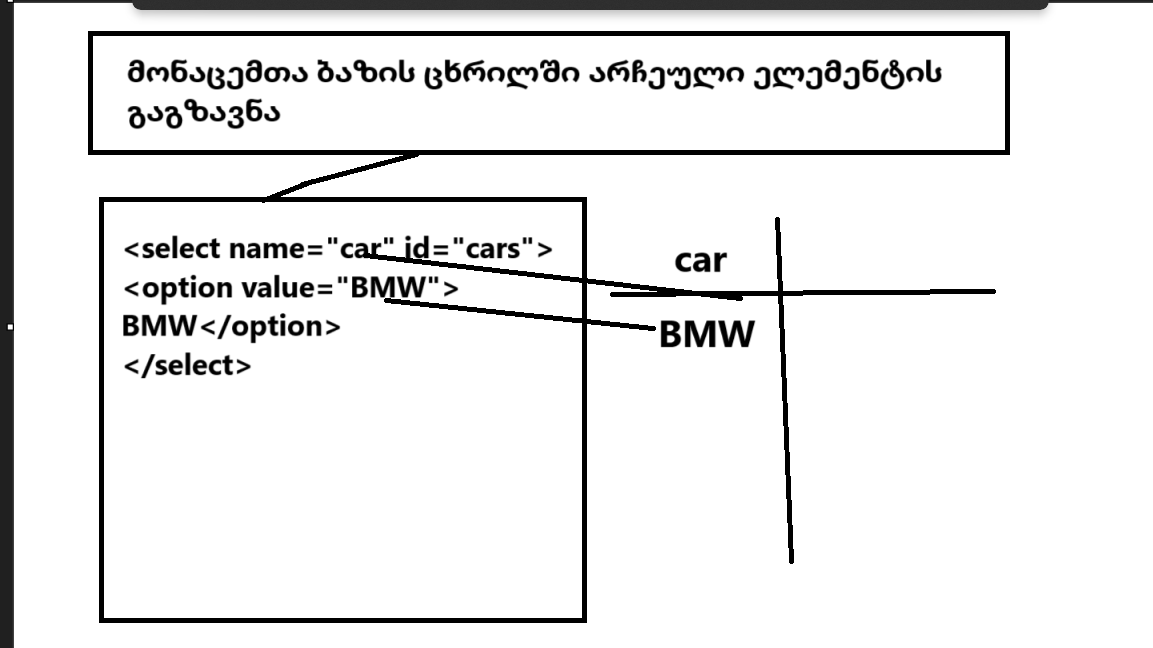 მონაცემთა ბაზის ცხრილში არჩეული ელემენტის
გაგზავნა
<select name="car" id="cars">
<option value="BMW">
BMW</option>
</select>
car
BMW